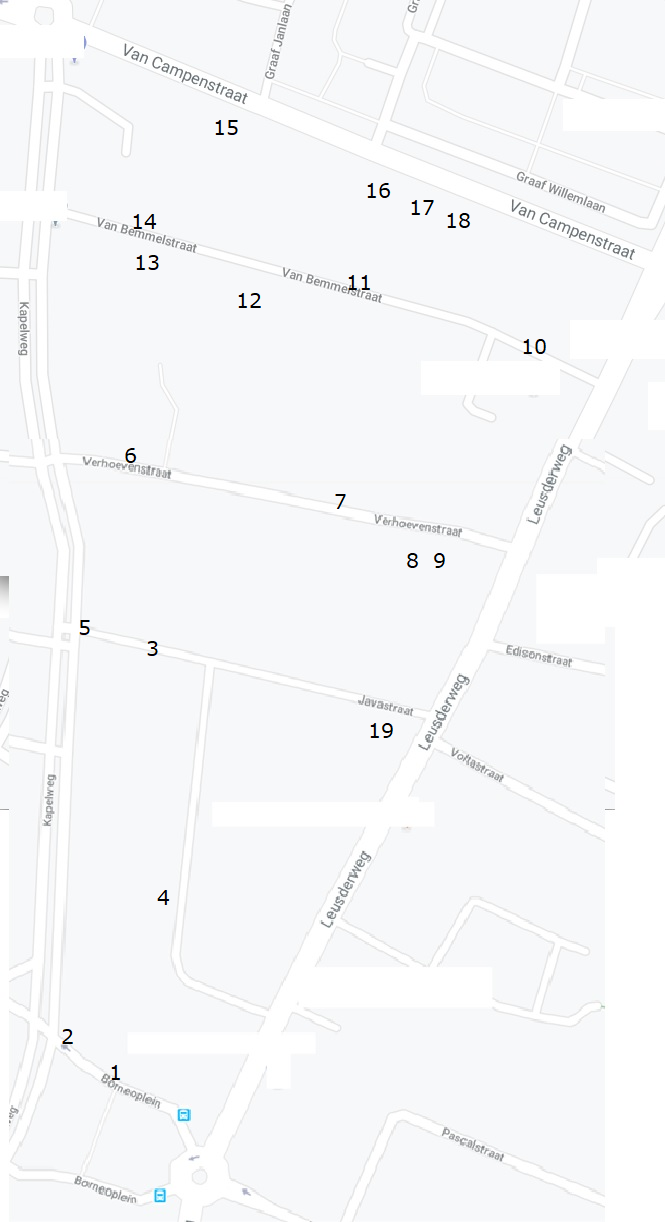 Graaf Janlaan
Gr
Van Campenstraat
15
Graaf Willemlaan
16
17
18
Van Campenstraat
14
Van Bemmelstraat
13
Van Bemmelstraat
11
12
Kapelweg
10
6
Verhoevenstraat
Leusderweg
7
Verhoevenstraat
8 9
5
3
Edisonstraat
Javastraat
Leusderweg
19
Voltastraat
Kapelweg
4
Leusderweg
2
1
Borneoplein
Pascalstraat
Borneoplein